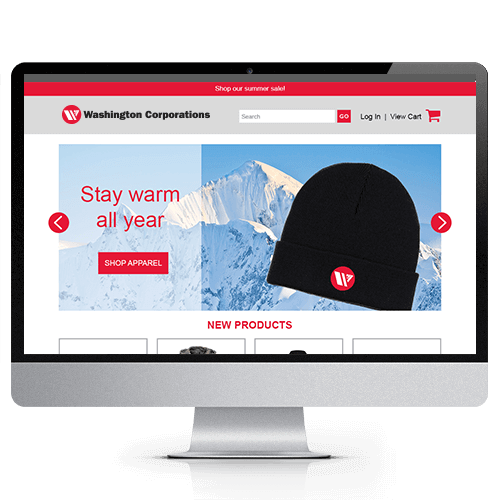 Shop our summer sale!
Washington Corporations
Search
GO
Log In | View Cart
Stay warm
all year
SHOP APPAREL
NEW PRODUCTS